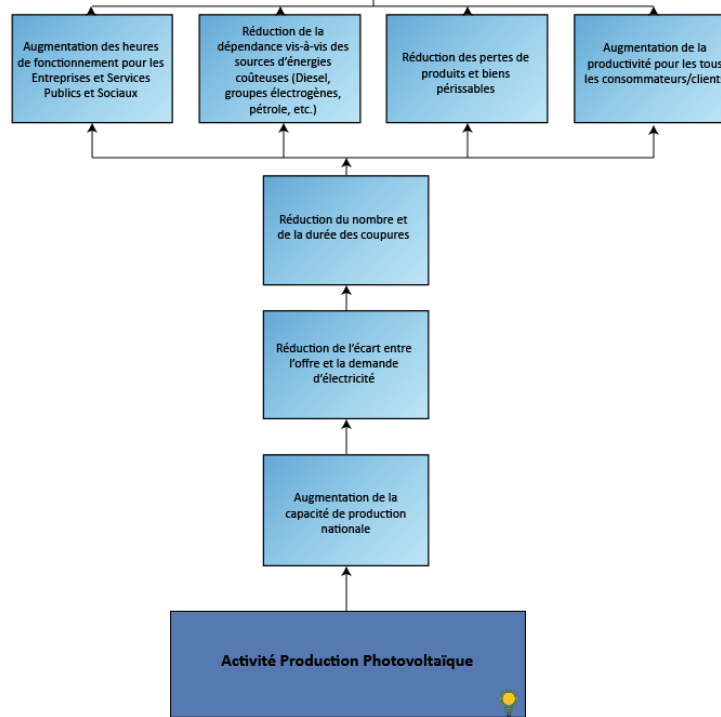 Augmentation des heures
de fonctionnement pour les
Entreprises et Services
Publics et Sociaux
Réduction de la
dépendance vis-à-vis des
sources d'énergies
coûteuses (Diesel,
groupes électrogènes,
pétrole, etc.)
Réduction des pertes de
produits et biens
périssables
Augmentation de la
productivité pour les tous
les consommateurs/clients
Réduction du nombre et
de la durée des coupures
Réduction de l'écart entre
l'offre et la demande
d'électricité
Augmentation de la
capacité de production
nationale
Activité Production Photovoltaïque